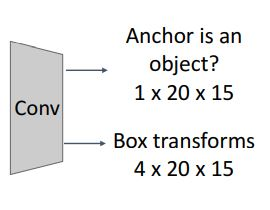 Anchor is an
object?
1 x 20 x 15
Conv
Box transforms
4 x 20 x 15